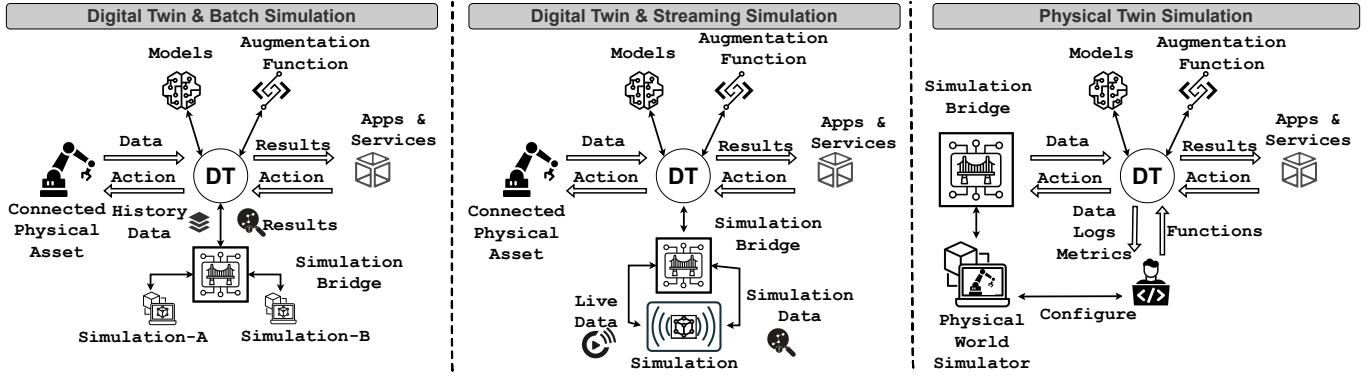 Digital Twin & Batch Simulation
Models
Augmentation
Function
Data
Results
Apps &
Services
DT
Action
Action
Connected
Physical
Asset
History
Data
Results
Simulation
Bridge
Simulation-A
Simulation-B
Digital Twin & Streaming Simulation
Models
Augmentation
Function
Data
Results
Apps &
Services
DT
Action
Action
Connected
Physical
Asset
Simulation
Bridge
Live
Data
Simulation
Data
Simulation
Physical Twin Simulation
Models
Augmentation
Function
Simulation
Bridge
Data
Results
Apps &
Services
DT
Action
Action
Data
Logs
Metrics
Functions
Configure
Physical
World
Simulator